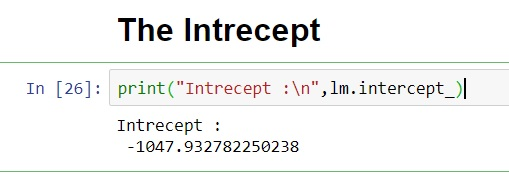 The Intrecept
In [26]: print("Intrecept :\n",lm.intercept_)
Intrecept :
 -1047.932782250238